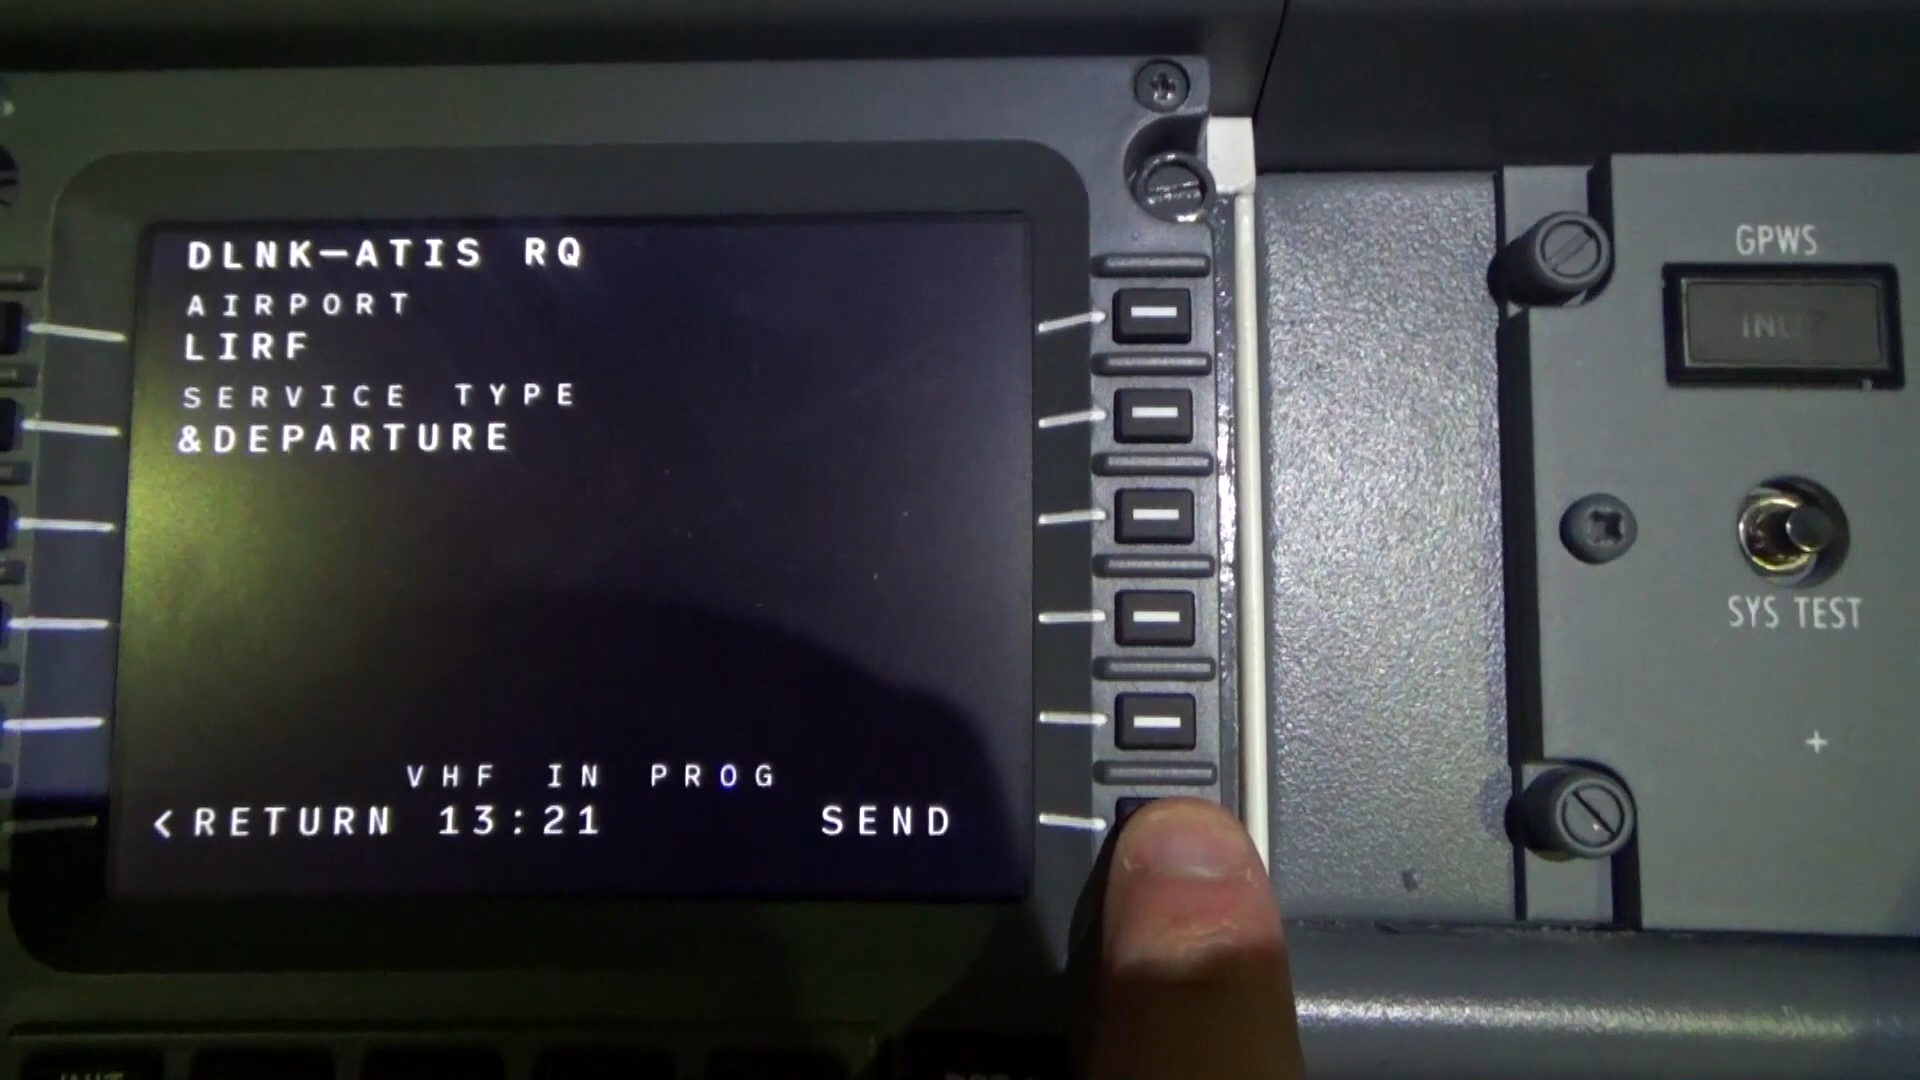 DLNK-ATIS RQ
AIRPORT
LIRF
SERVICE TYPE
&DEPARTURE
VHF IN PROG
<RETURN 13:21 SEND
GPWS
SYS TEST